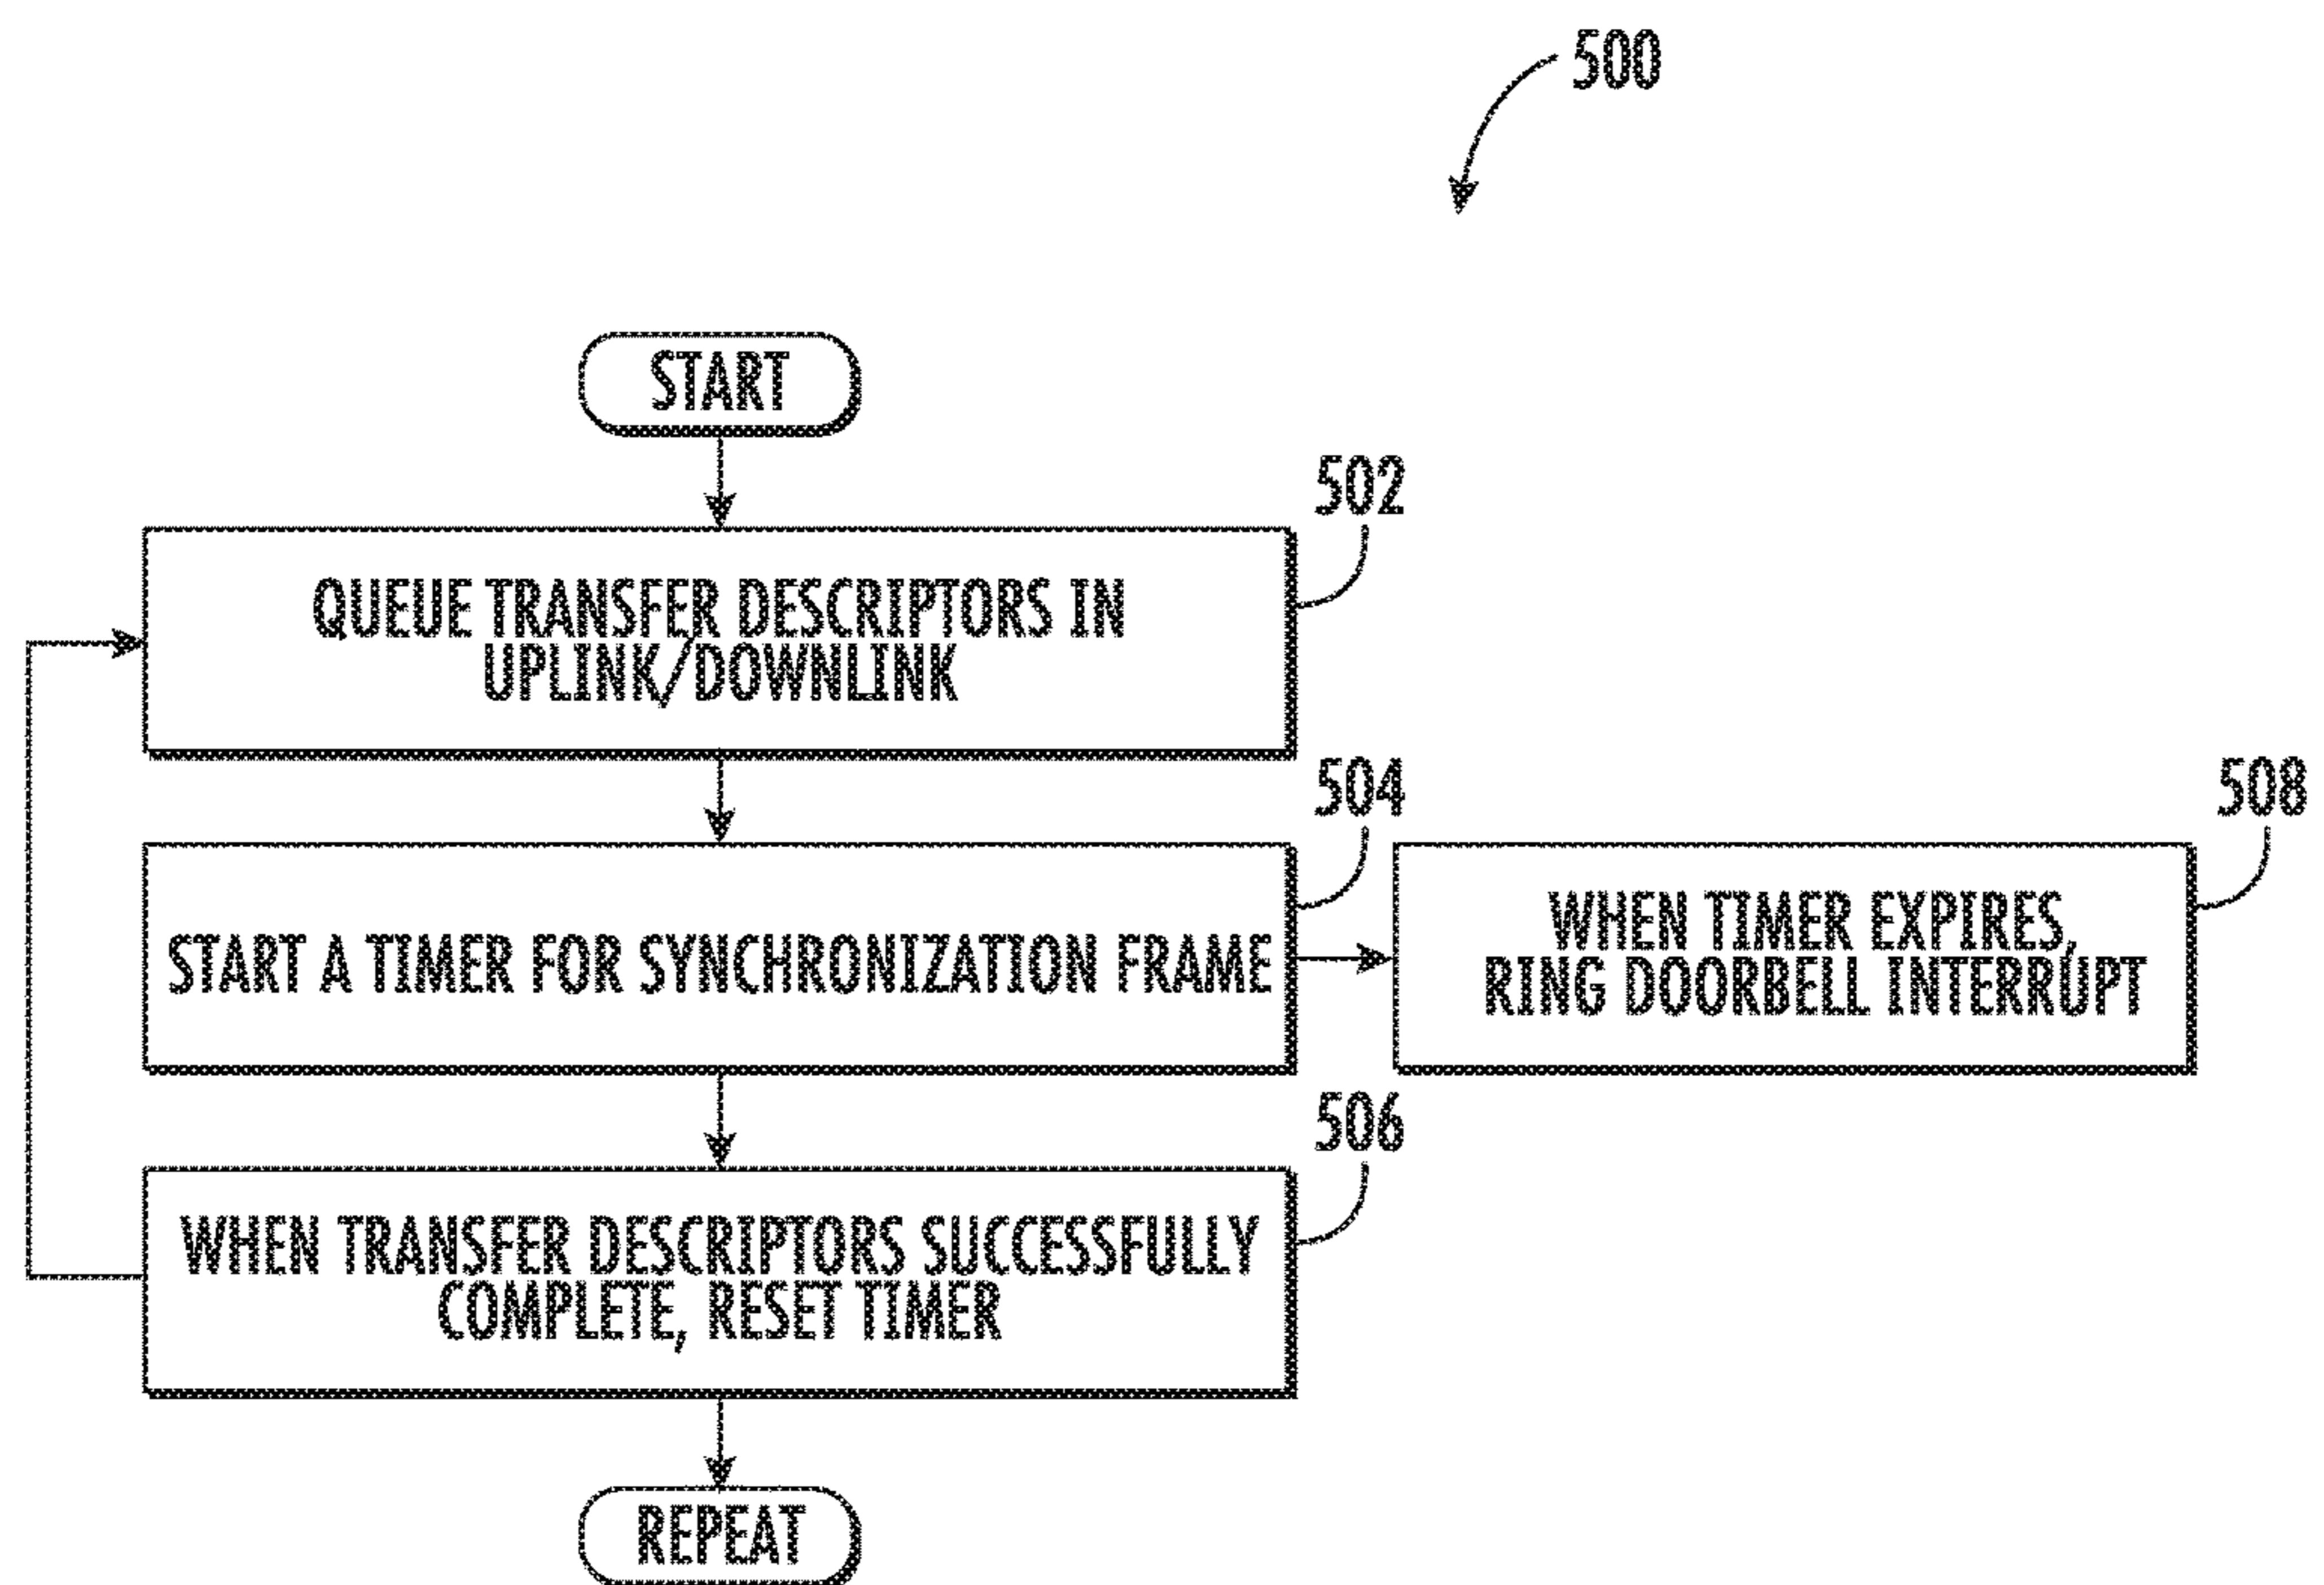 500
START
502
QUEUE TRANSFER DESCRIPTORS IN
UPLINK/DOWNLINK
504
508
START A TIMER FOR SYNCHRONIZATION FRAME
WHEN TIMER EXPIRES,
RING DOORBELL INTERRUPT
506
WHEN TRANSFER DESCRIPTORS SUCCESSFULLY
COMPLETE, RESET TIMER
REPEAT